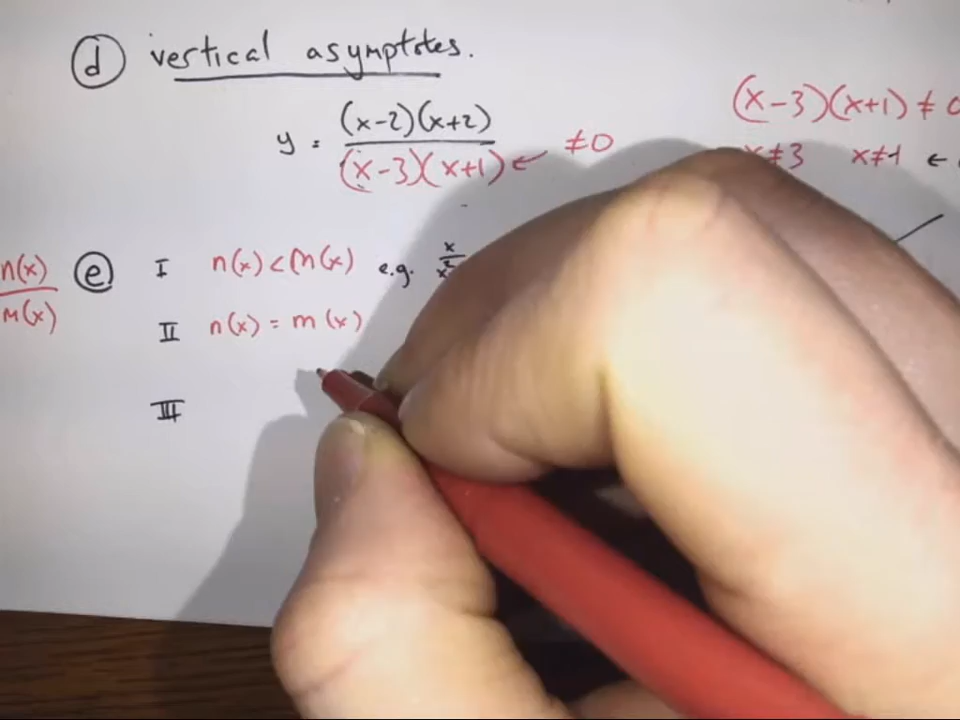 (d) vertical asymptotes.
y = (x-2)(x+2)
(x-3)(x+1) ← ≠0
(x-3)(x+1) ≠ 0
x≠3 x≠-1 ←
n(x)
m(x)
(e) I n(x) < m(x) e.g. x
II n(x) = m(x)
III